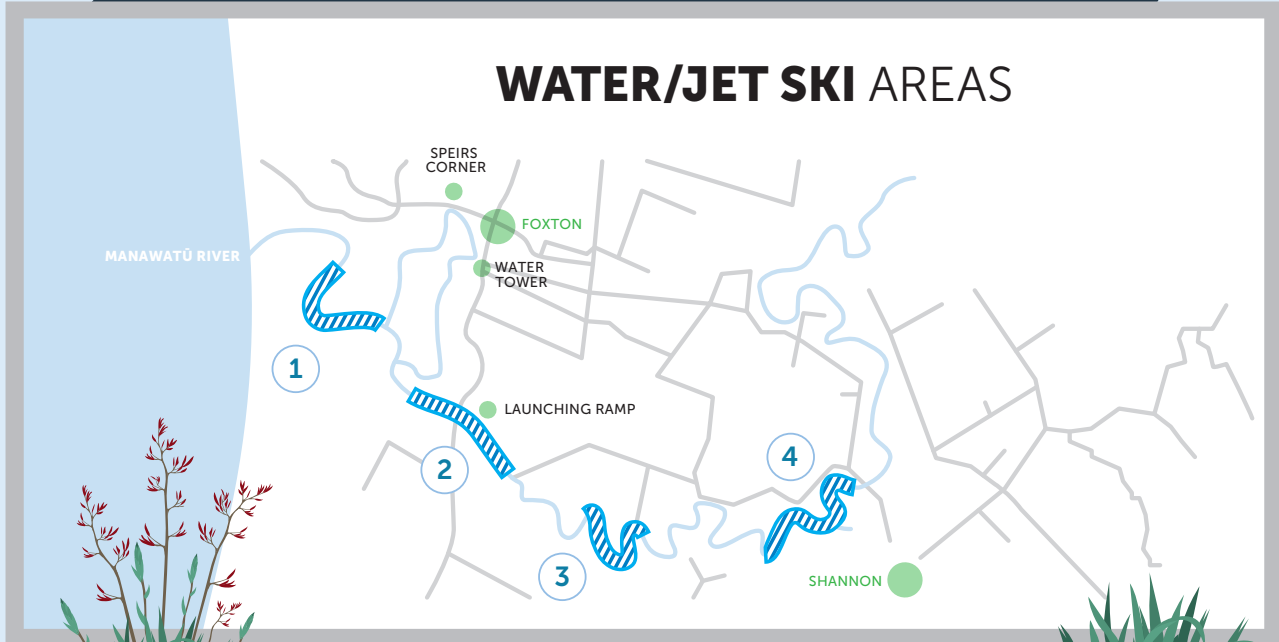 WATER/JET SKI AREAS
SPEIRS
CORNER
FOXTON
MANAWATŪ RIVER
WATER
TOWER
1
LAUNCHING RAMP
2
4
3
SHANNON